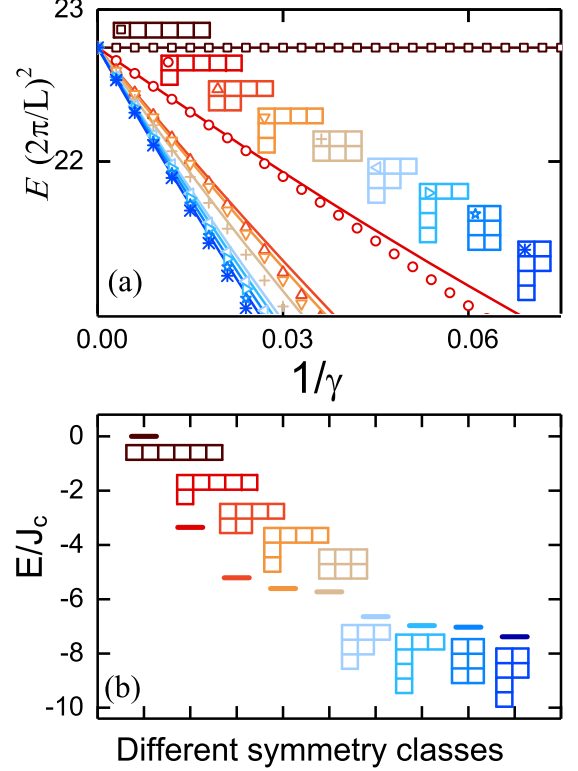 23
22
E (2π/L)²
(a)
0.00
0.03
0.06
1/γ
0
-2
-4
-6
-8
-10
E/Jc
(b)
Different symmetry classes